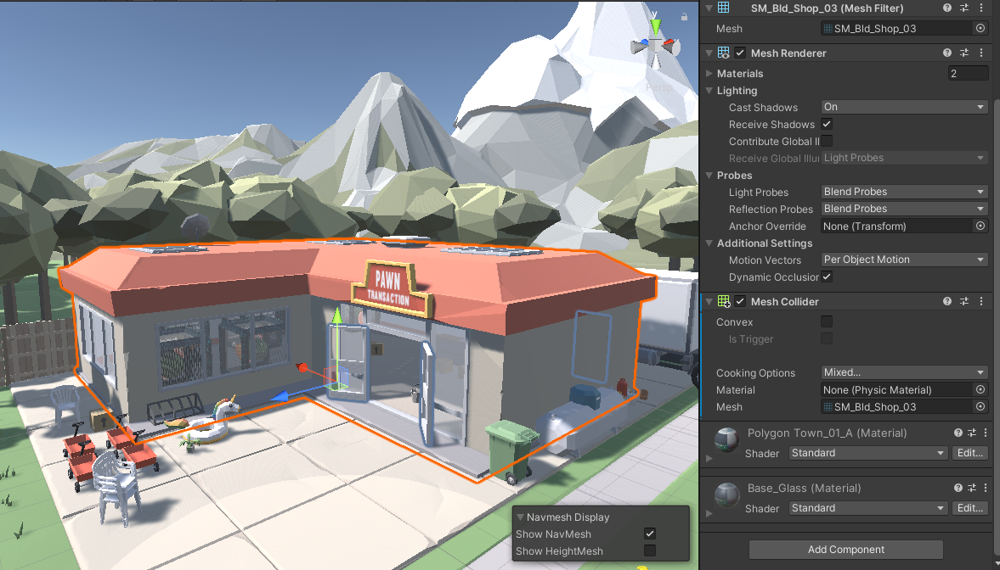 SM_Bld_Shop_03 (Mesh Filter)
Mesh
SM_Bld_Shop_03
Mesh Renderer
Materials
2
Lighting
Cast Shadows
On
Receive Shadows
Contribute Global Il
Receive Global Illur
Light Probes
Probes
Light Probes
Blend Probes
Reflection Probes
Blend Probes
Anchor Override
None (Transform)
Additional Settings
Motion Vectors
Per Object Motion
Dynamic Occlusior
Mesh Collider
Convex
Is Trigger
Cooking Options
Mixed...
Material
None (Physic Material)
Mesh
SM_Bld_Shop_03
Polygon Town_01_A (Material)
Shader
Standard
Edit...
Base_Glass (Material)
Shader
Standard
Edit...
Add Component
y
Persp
PAWN
TRANSACTION
Navmesh Display
Show NavMesh
Show HeightMesh